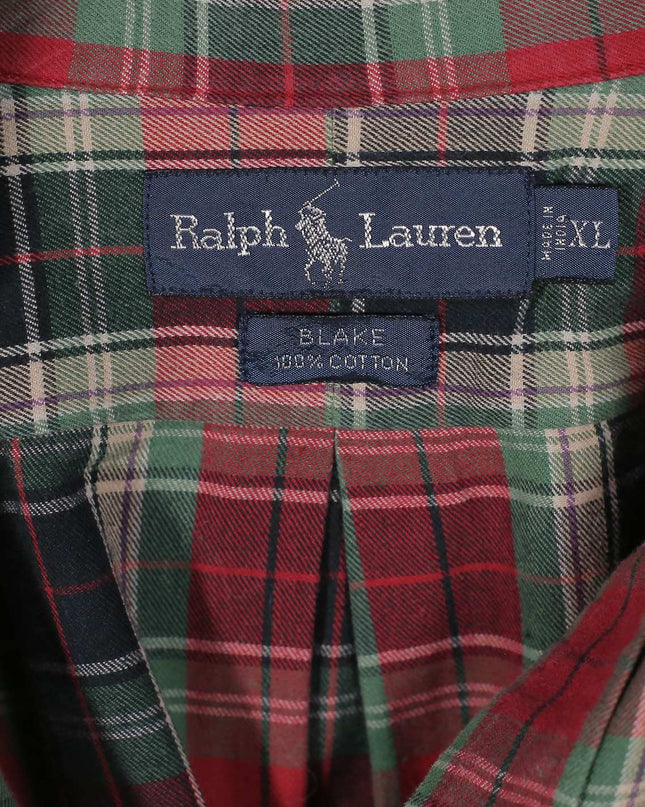 Ralph Lauren
MADE IN
INDIA
XL
BLAKE
100% COTTON